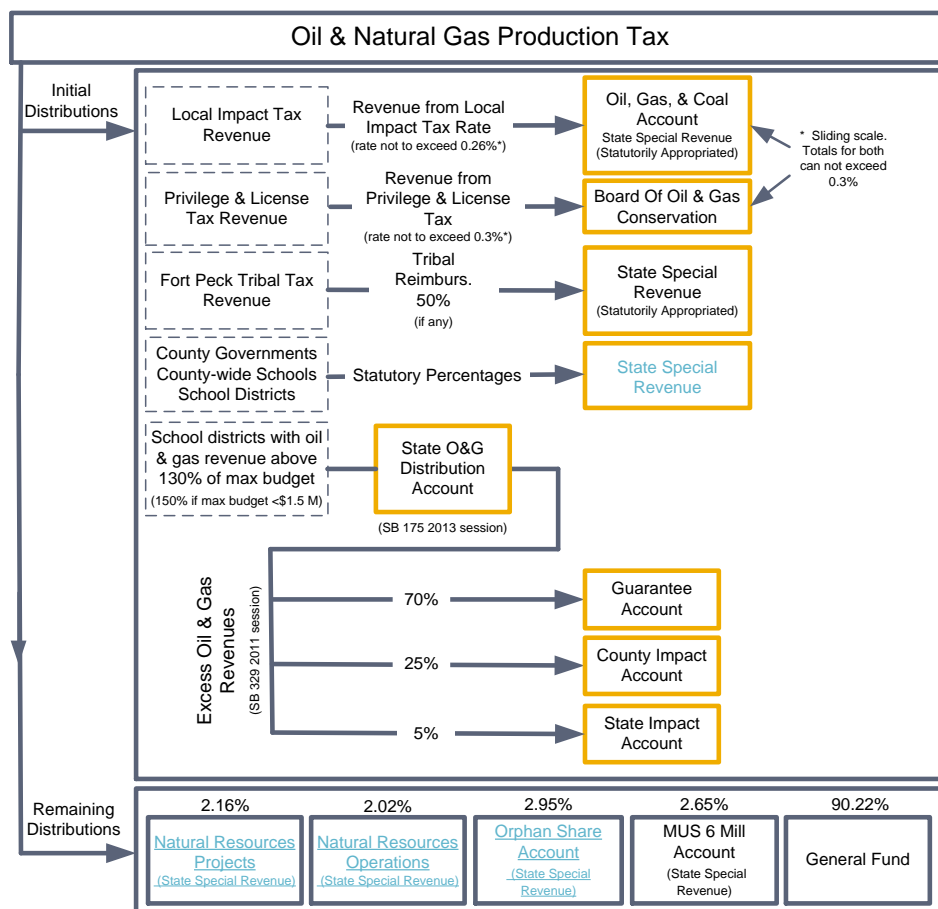 Oil & Natural Gas Production Tax
Initial
Distributions
Local Impact Tax
Revenue
Revenue from Local
Impact Tax Rate
(rate not to exceed 0.26%*)
Oil, Gas, & Coal
Account
State Special Revenue
(Statutorily Appropriated)
* Sliding scale.
Totals for both
can not exceed
0.3%
Privilege & License
Tax Revenue
Revenue from
Privilege & License
Tax
(rate not to exceed 0.3%*)
Board Of Oil & Gas
Conservation
Fort Peck Tribal Tax
Revenue
Tribal
Reimburs.
50%
(if any)
State Special
Revenue
(Statutorily Appropriated)
County Governments
County-wide Schools
School Districts
Statutory Percentages
State Special
Revenue
School districts with oil
& gas revenue above
130% of max budget
(150% if max budget <$1.5 M)
State O&G
Distribution
Account
(SB 175 2013 session)
Excess Oil & Gas
Revenues
(SB 329 2011 session)
70%
Guarantee
Account
25%
County Impact
Account
5%
State Impact
Account
Remaining
Distributions
2.16%
Natural Resources
Projects
(State Special Revenue)
2.02%
Natural Resources
Operations
(State Special Revenue)
2.95%
Orphan Share
Account
(State Special
Revenue)
2.65%
MUS 6 Mill
Account
(State Special
Revenue)
90.22%
General Fund